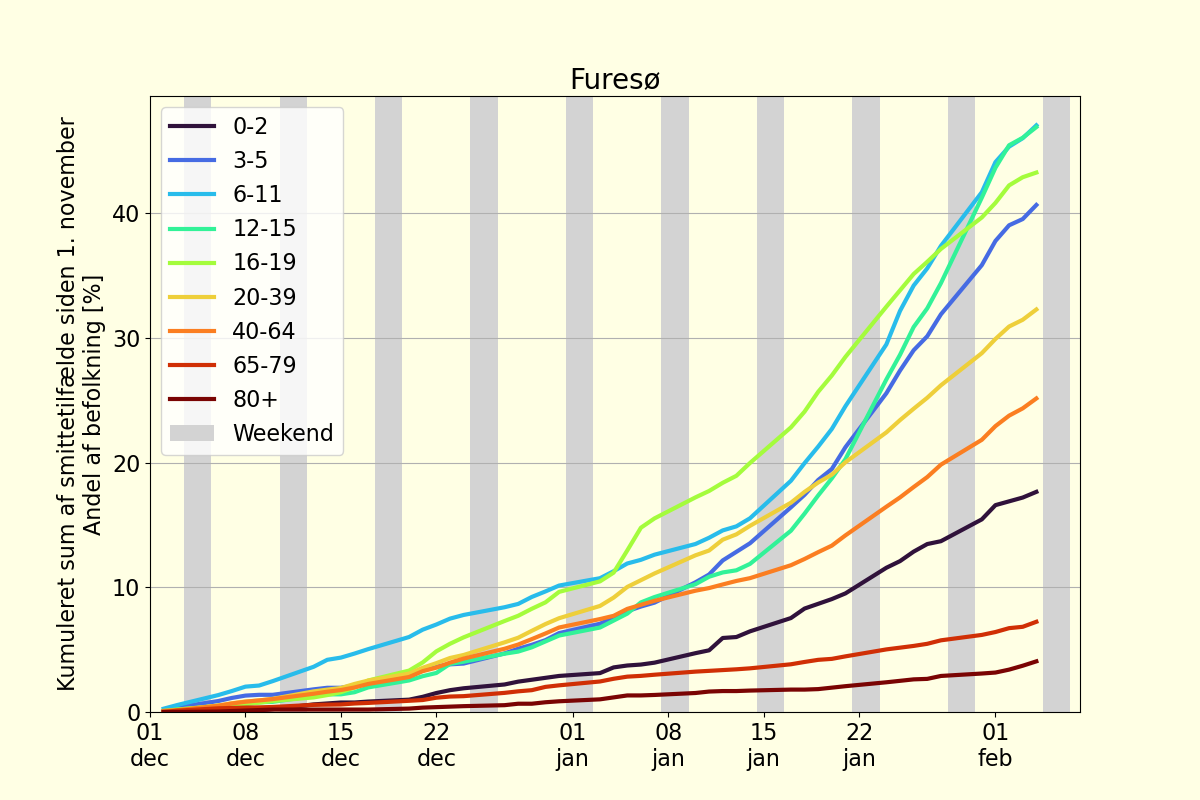 Furesø
Kumuleret sum af smittetilfælde siden 1. november
Andel af befolkning [%]
0-2
3-5
6-11
12-15
16-19
20-39
40-64
65-79
80+
Weekend
40
30
20
10
0
01 08 15 22 01 08 15 22 01
dec dec dec dec jan jan jan jan feb